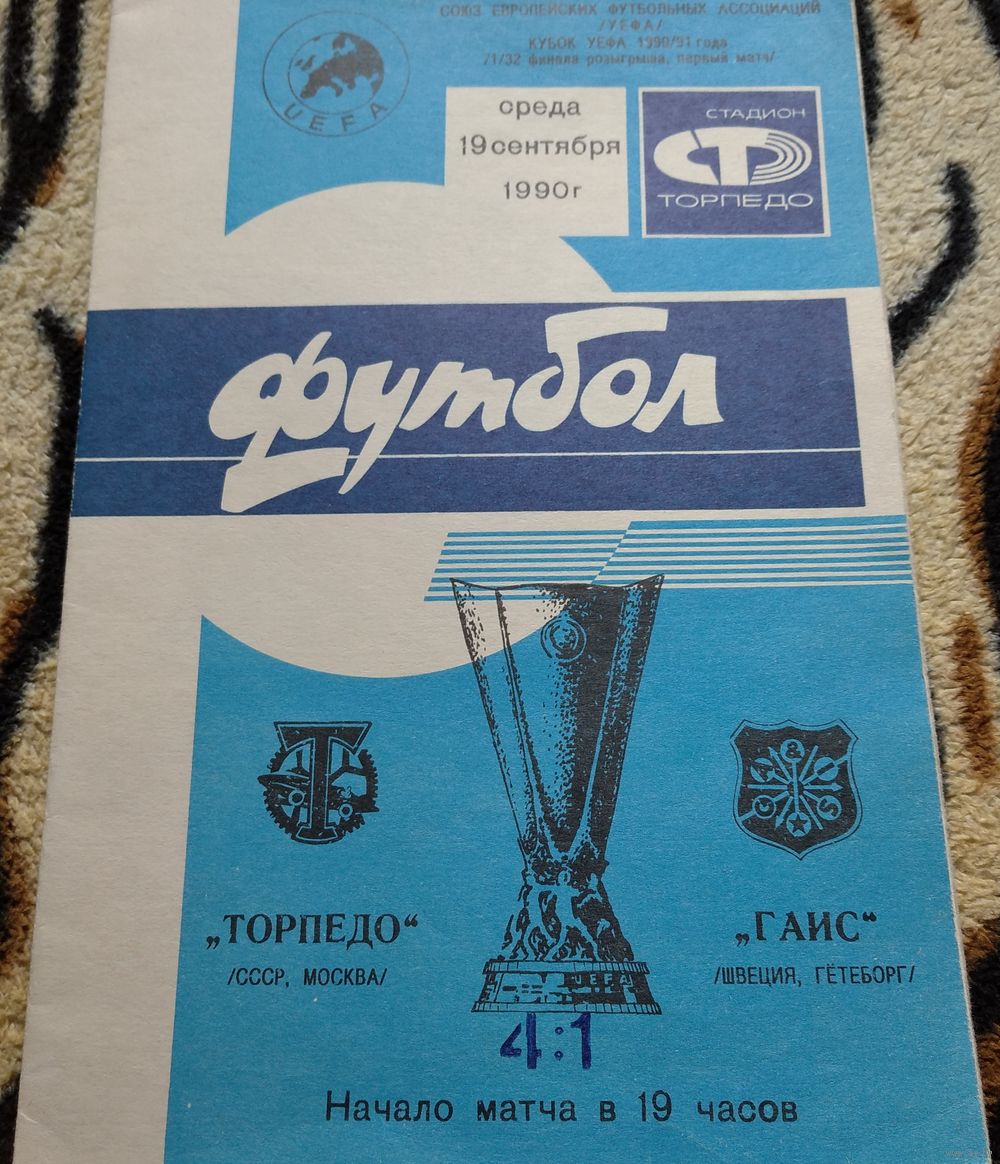 СОЮЗ ЕВРОПЕЙСКИХ ФУТБОЛЬНЫХ АССОЦИАЦИЙ
/УЕФА/
КУБОК УЕФА 1990/91 года
/1/32 финала розыгрыша, первый матч/
UEFA
среда
19 сентября
1990г
СТАДИОН
ТОРПЕДО
футбол
„ТОРПЕДО“
/СССР, МОСКВА/
„ГАИС“
/ШВЕЦИЯ, ГЁТЕБОРГ/
UEFA
4:1
Начало матча в 19 часов